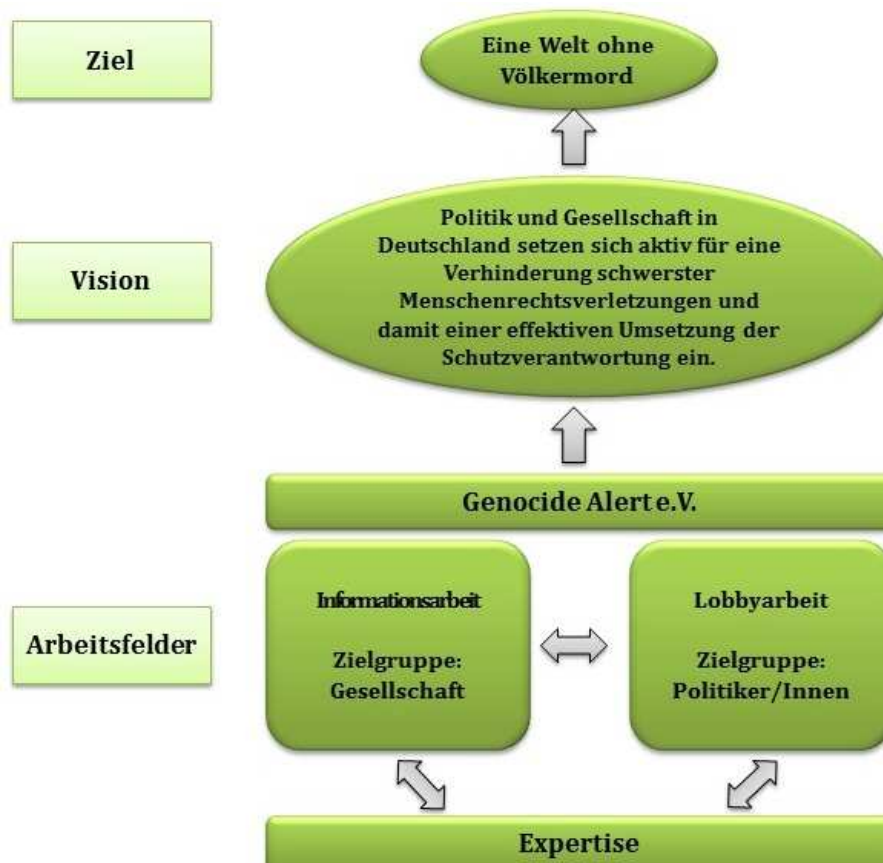 Ziel
Eine Welt ohne
Völkermord
Vision
Politik und Gesellschaft in
Deutschland setzen sich aktiv für eine
Verhinderung schwerster
Menschenrechtsverletzungen und
damit einer effektiven Umsetzung der
Schutzverantwortung ein.
Genocide Alert e.V.
Arbeitsfelder
Informationsarbeit
Zielgruppe:
Gesellschaft
Lobbyarbeit
Zielgruppe:
Politiker/Innen
Expertise